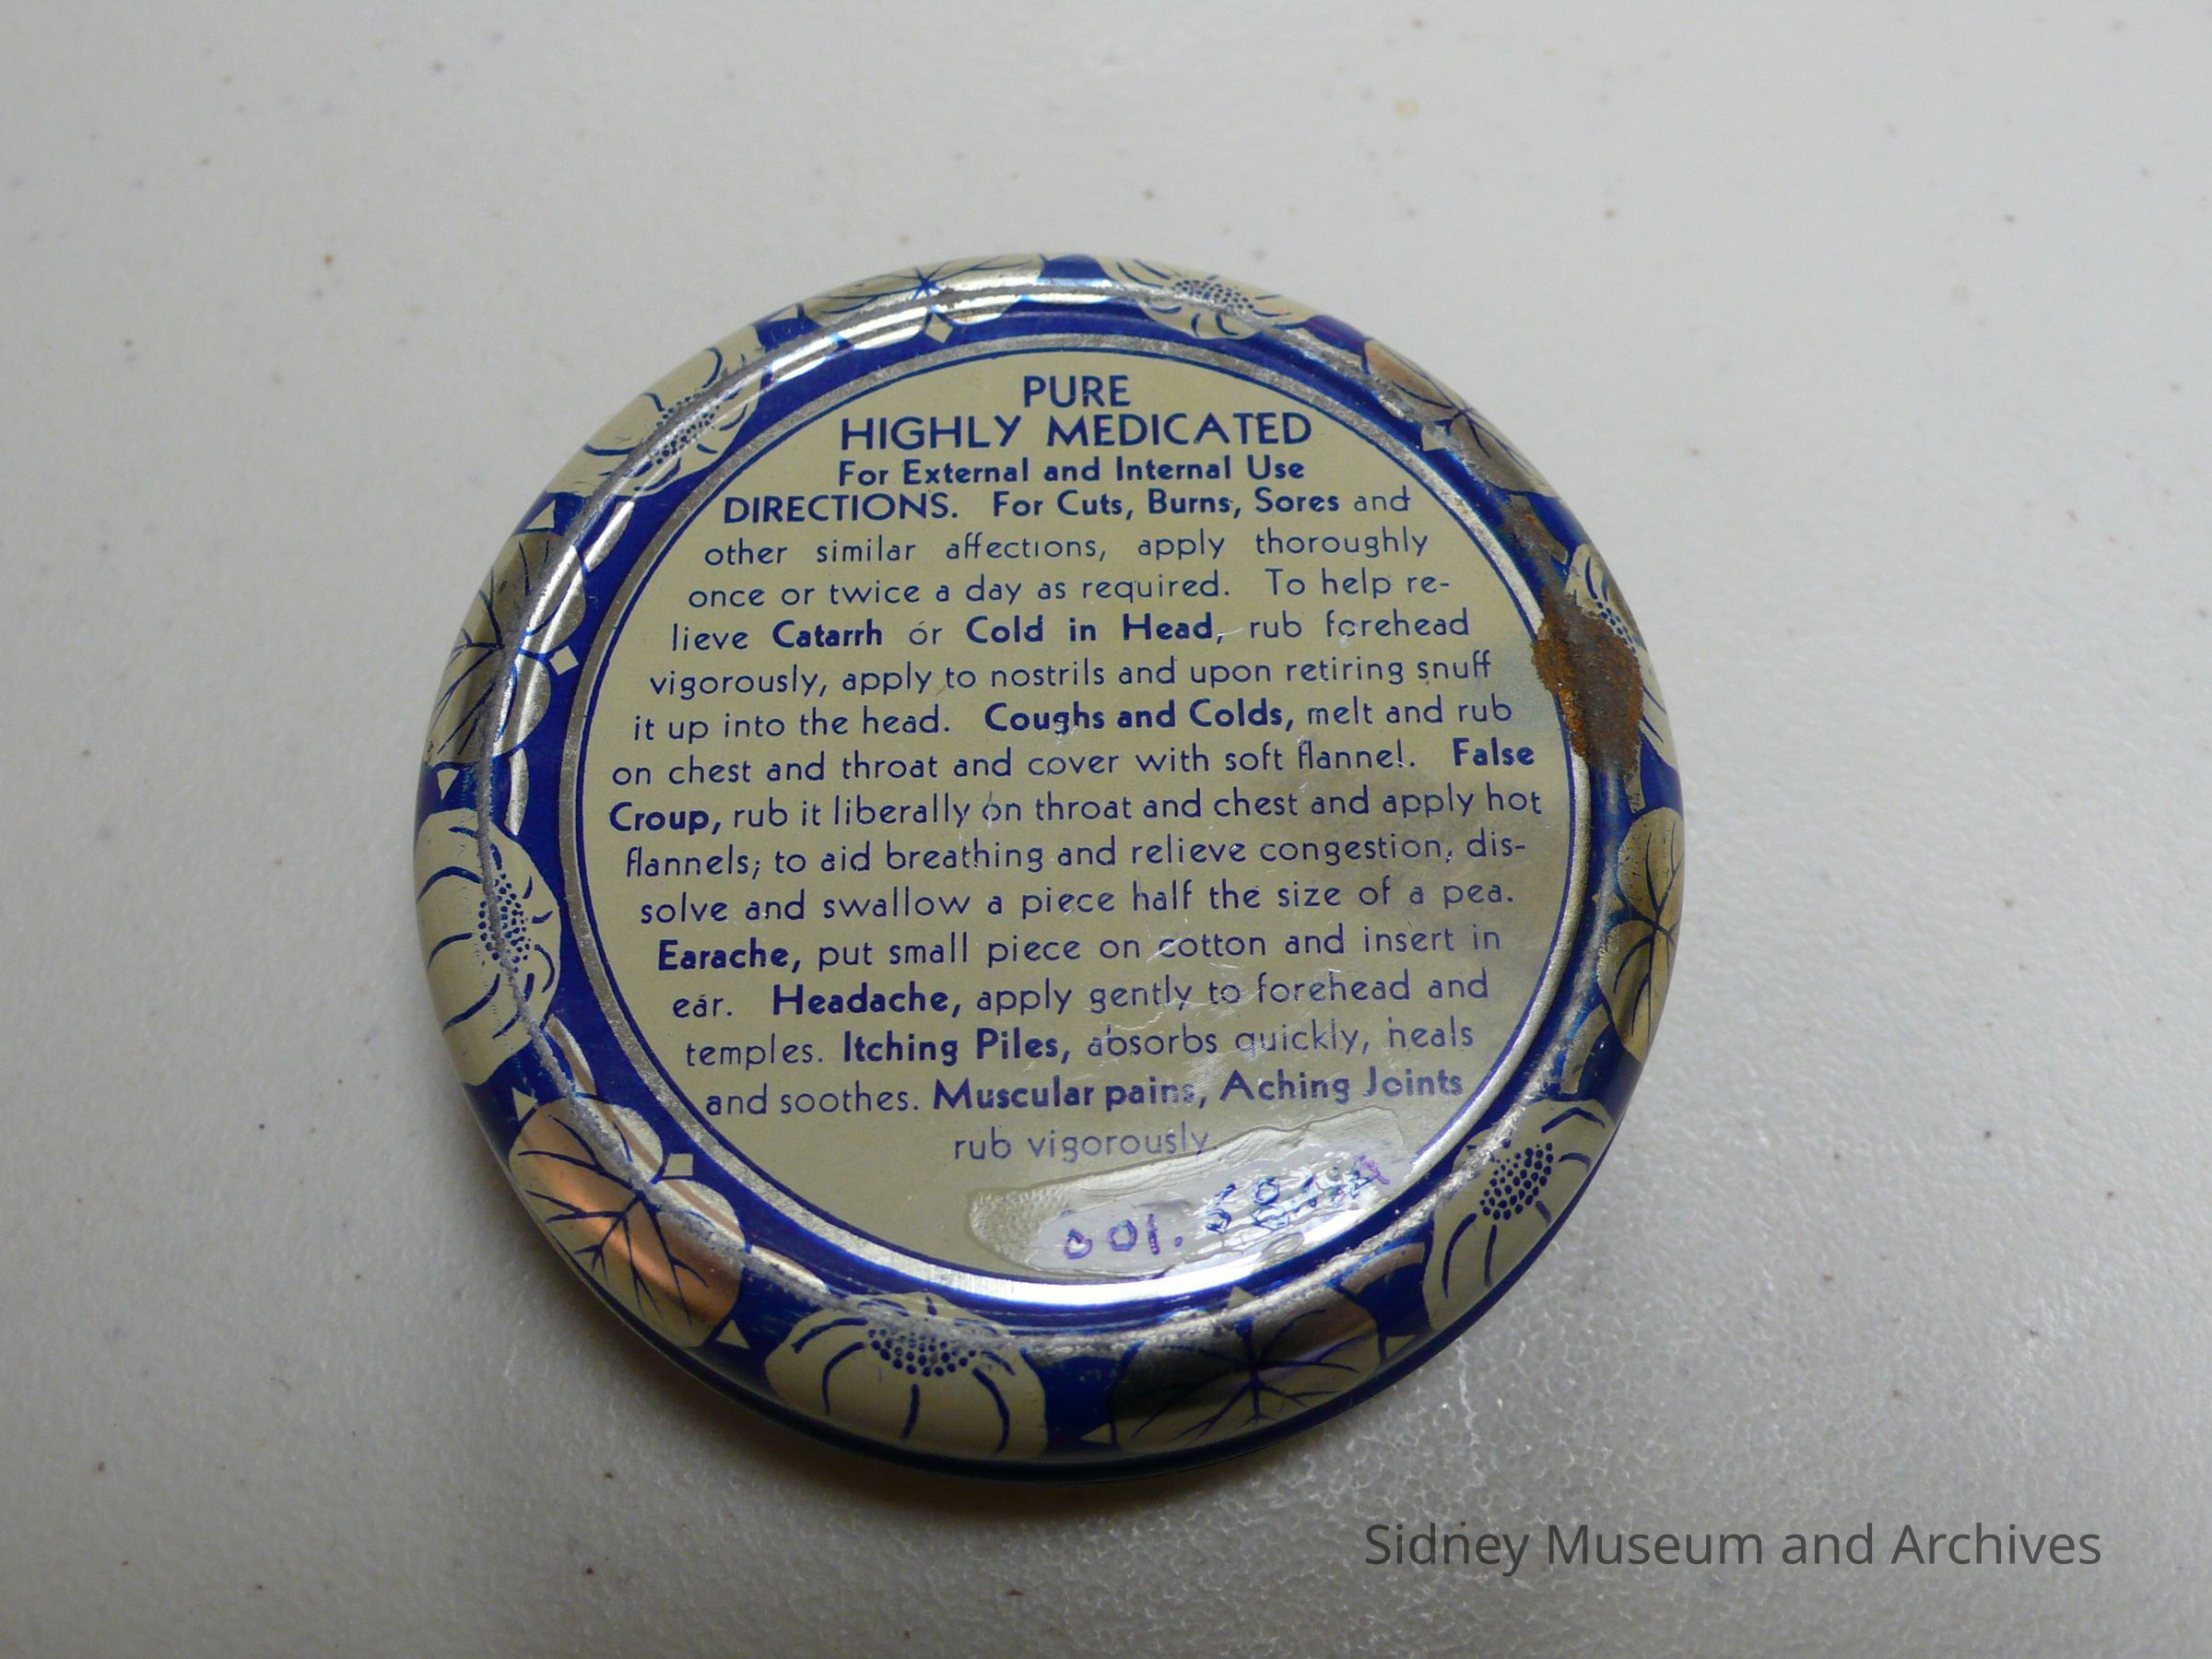 PURE
HIGHLY MEDICATED
For External and Internal Use
DIRECTIONS. For Cuts, Burns, Sores and
other similar affections, apply thoroughly
once or twice a day as required. To help re-
lieve Catarrh or Cold in Head, rub forehead
vigorously, apply to nostrils and upon retiring snuff
it up into the head. Coughs and Colds, melt and rub
on chest and throat and cover with soft flannel. False
Croup, rub it liberally on throat and chest and apply hot
flannels; to aid breathing and relieve congestion, dis-
solve and swallow a piece half the size of a pea.
Earache, put small piece on cotton and insert in
ear. Headache, apply gently to forehead and
temples. Itching Piles, absorbs quickly, heals
and soothes. Muscular pains, Aching Joints
rub vigorously.
Sidney Museum and Archives